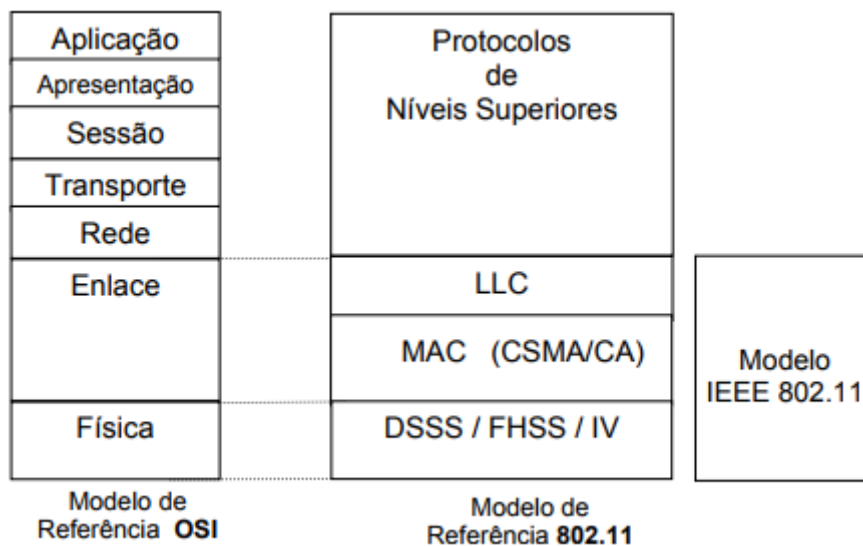 Aplicação
Apresentação
Sessão
Transporte
Rede
Enlace
Física
Modelo de
Referência OSI
Protocolos
de
Níveis Superiores
LLC
MAC (CSMA/CA)
DSSS / FHSS / IV
Modelo de
Referência 802.11
Modelo
IEEE 802.11